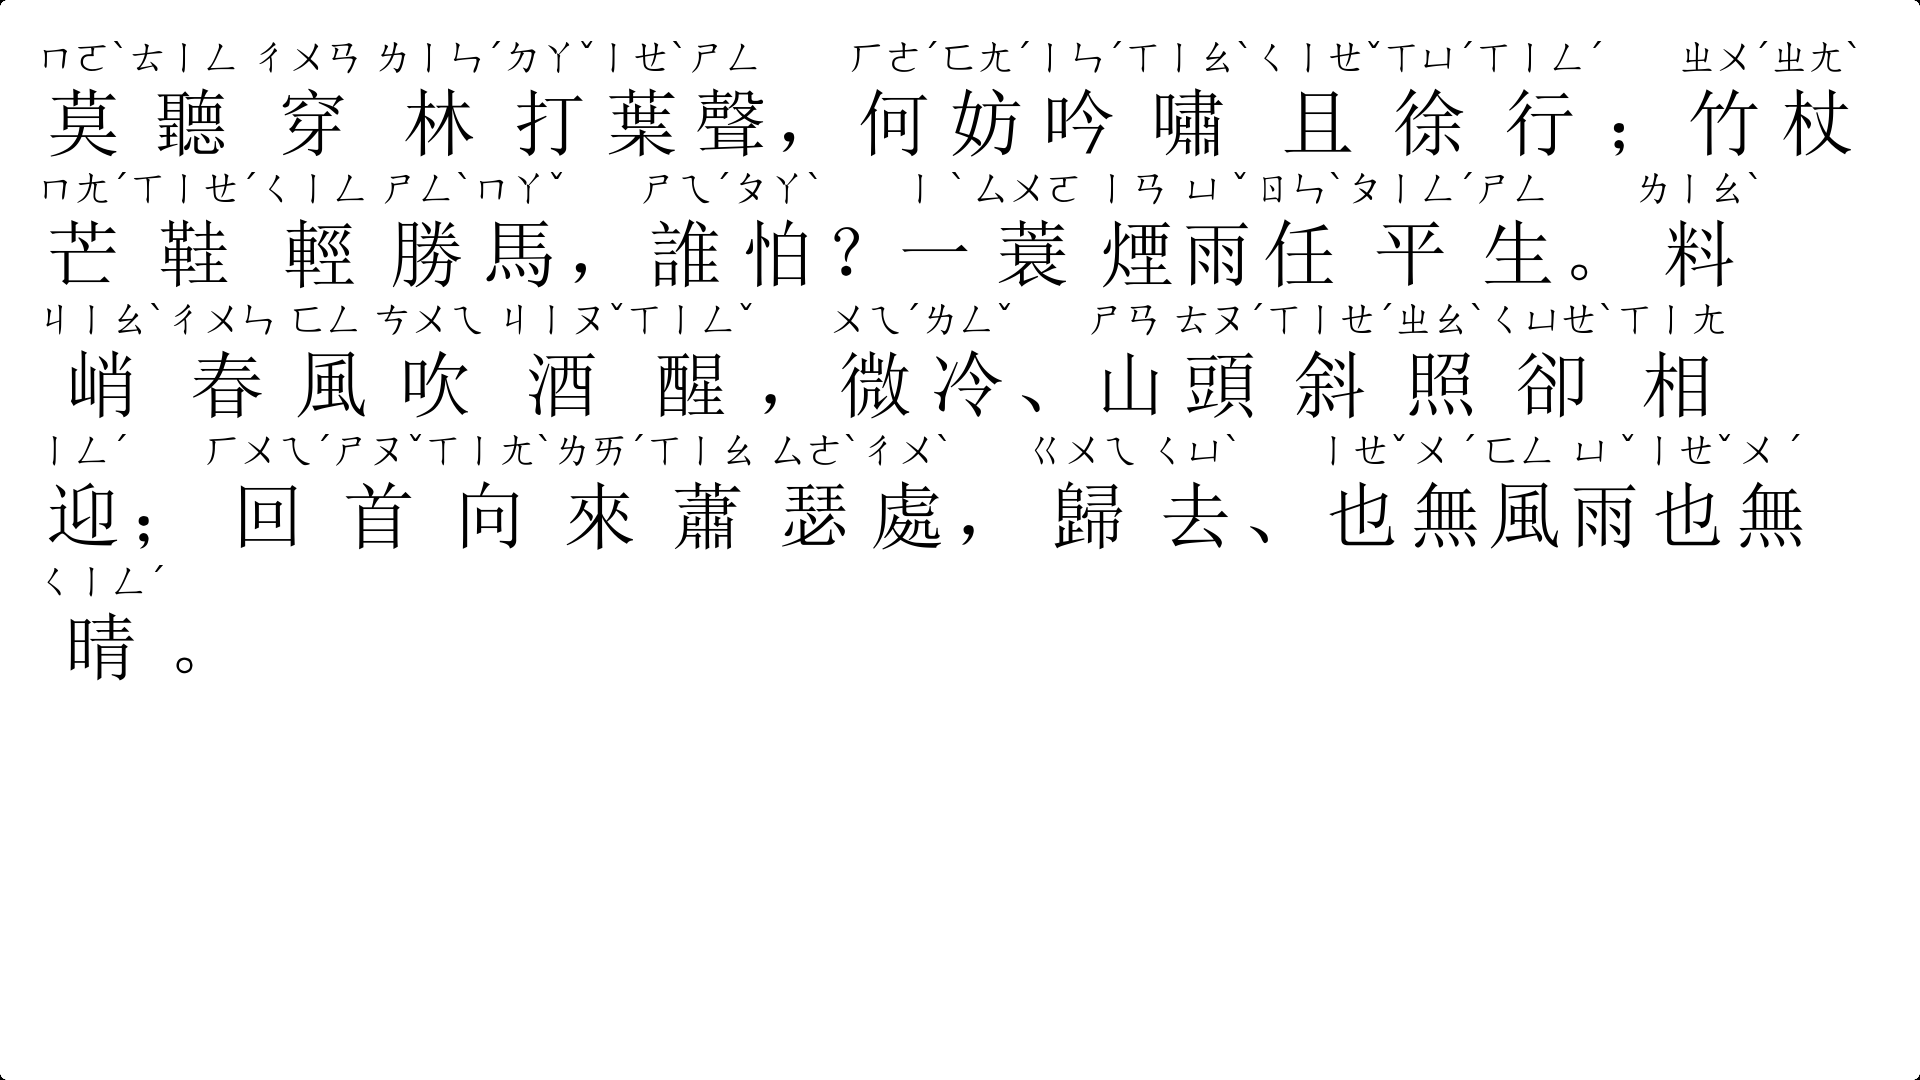 ㄇㄛˋㄊㄧㄥ ㄔㄨㄢ ㄌㄧㄣˊㄉㄚˇㄧㄝˋㄕㄥ ㄏㄜˊㄈㄤˊㄧㄣˊㄒㄧㄠˋㄑㄧㄝˇㄒㄩˊㄒㄧㄥˊ ㄓㄨˊㄓㄤˋ
莫聽穿林打葉聲，何妨吟嘯且徐行；竹杖
ㄇㄤˊㄒㄧㄝˊㄑㄧㄥ ㄕㄥˋㄇㄚˇ ㄕㄟˊㄆㄚˋ ㄧˋㄙㄨㄛ ㄧㄢ ㄩˇㄖㄣˋㄆㄧㄥˊㄕㄥ ㄌㄧㄠˋ
芒鞋輕勝馬，誰怕？一蓑煙雨任平生。料
ㄐㄧㄠˋㄔㄨㄣ ㄈㄥ ㄘㄨㄟ ㄐㄧㄡˇㄒㄧㄥˇ ㄨㄟˊㄌㄥˇ ㄕㄢ ㄊㄡˊㄒㄧㄝˊㄓㄠˋㄑㄩㄝˋㄒㄧㄤ
峭春風吹酒醒，微冷、山頭斜照卻相
ㄧㄥˊ ㄏㄨㄟˊㄕㄡˇㄒㄧㄤˋㄌㄞˊㄒㄧㄠ ㄙㄜˋㄔㄨˋ ㄍㄨㄟ ㄑㄩˋ ㄧㄝˇㄨˊㄈㄥ ㄩˇㄧㄝˇㄨˊ
迎；回首向來蕭瑟處，歸去、也無風雨也無
ㄑㄧㄥˊ
晴。